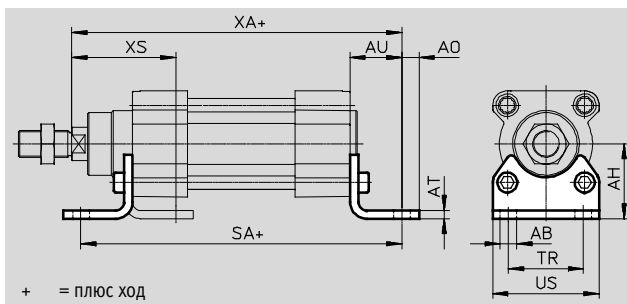 XA+
XS
AU
AO
AT
AH
SA+
AB
TR
US
+ = плюс ход